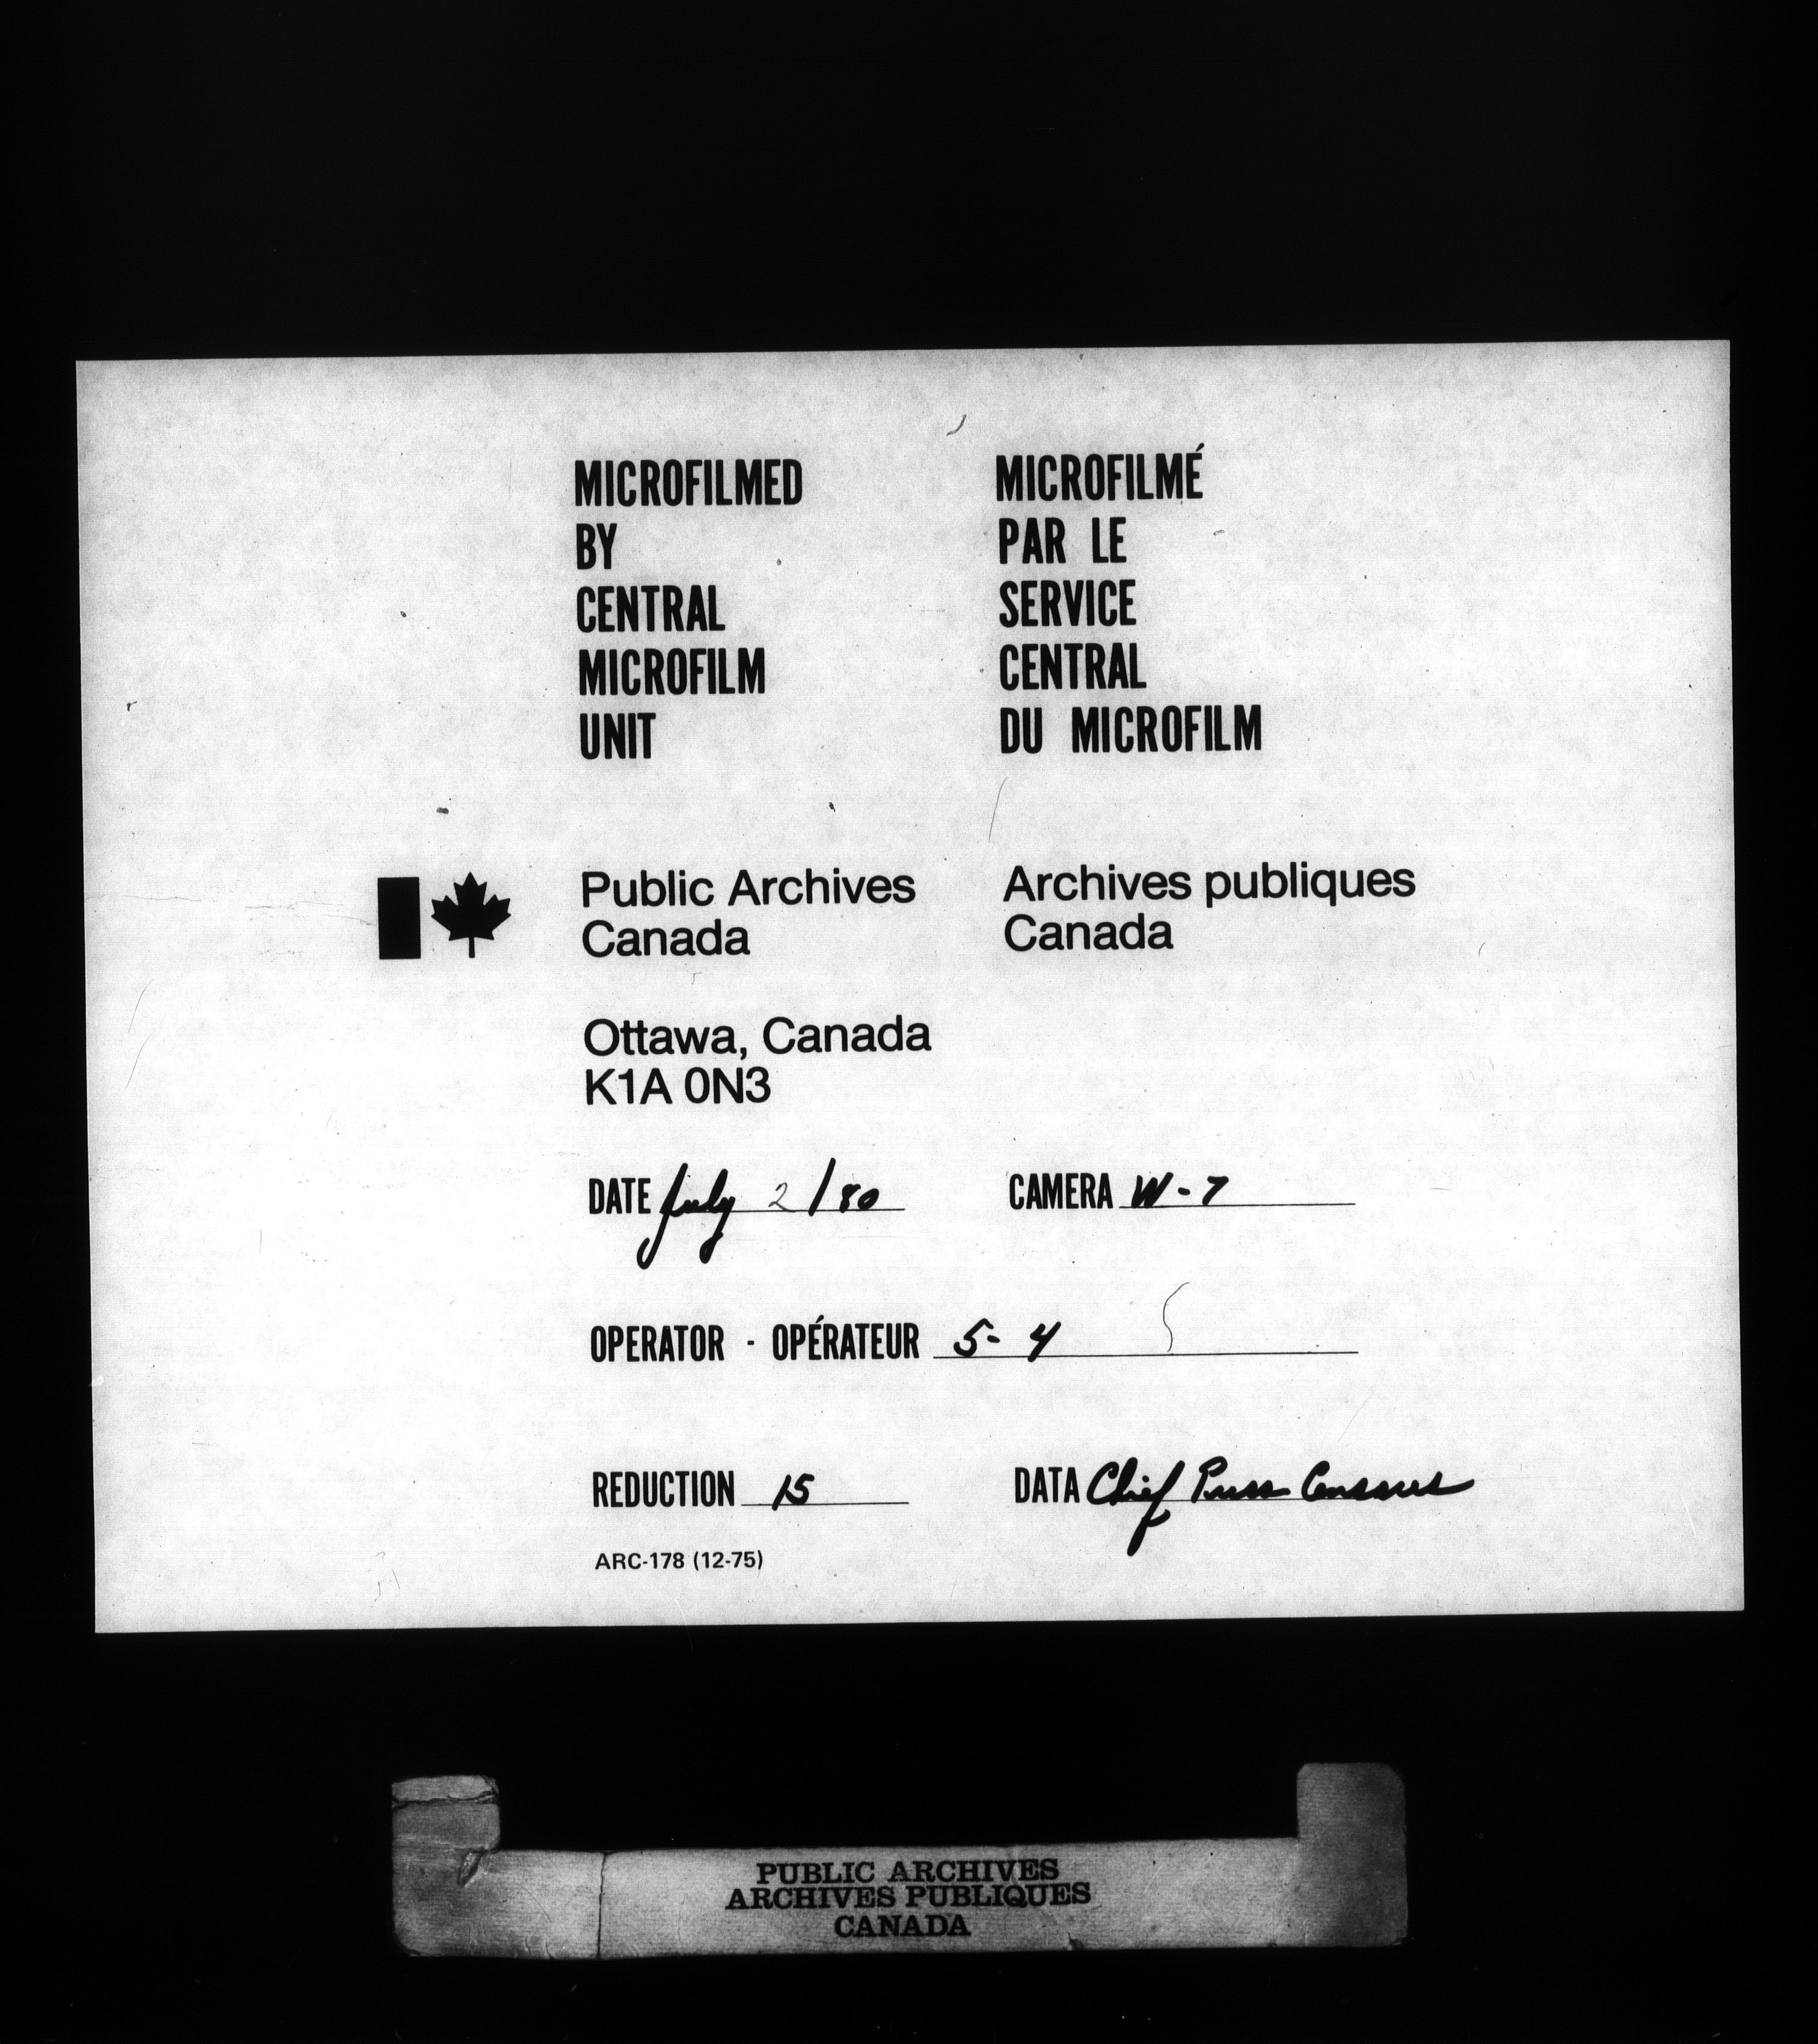 MICROFILMED
BY
CENTRAL
MICROFILM
UNIT
MICROFILMÉ
PAR LE
SERVICE
CENTRAL
DU MICROFILM
Public Archives
Canada
Archives publiques
Canada
Ottawa, Canada
K1A 0N3
DATE July 2/80
CAMERA W-7
OPERATOR - OPÉRATEUR 5-4
REDUCTION 15
DATA Chief Press Censors
ARC-178 (12-75)
PUBLIC ARCHIVES
ARCHIVES PUBLIQUES
CANADA